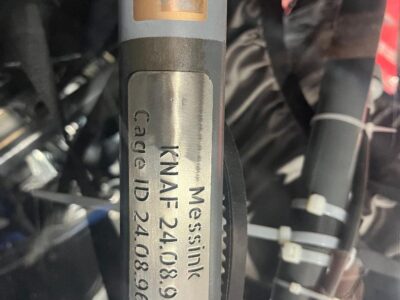 Messink
KNAF 24.08.9
Cage ID 24.08.96